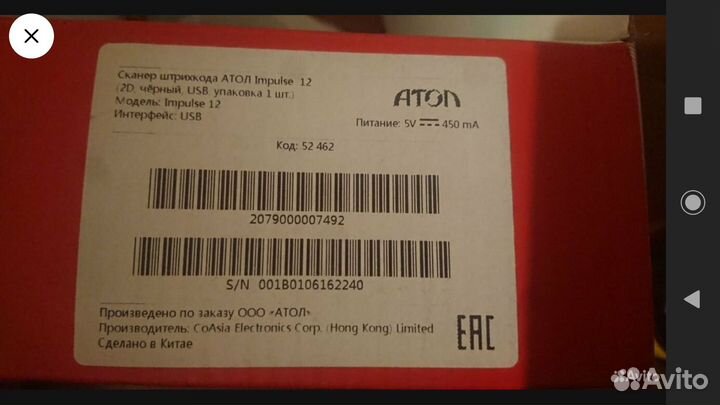 Сканер штрихкода АТОЛ Impulse 12
(2D, чёрный, USB, упаковка 1 шт.)
Модель: Impulse 12
Интерфейс: USB
АТОЛ
Питание: 5V 450 mA
Код: 52 462
2079000007492
S/N 001B0106162240
Произведено по заказу ООО «АТОЛ»
Производитель: CoAsia Electronics Corp. (Hong Kong) Limited
Сделано в Китае
EAC
Avito
Avito